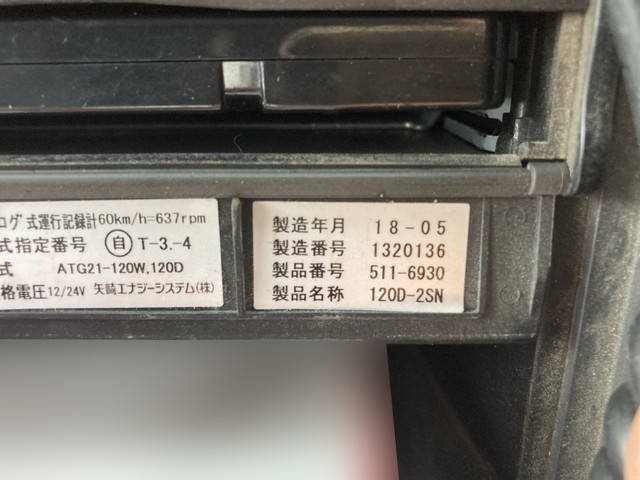 ログ式運行記録計60km/h=637rpm
式指定番号 自 T-3.-4
式 ATG21-120W,120D
格電圧12/24V 矢崎エナジーシステム(株)
製造年月 18-05
製造番号 1320136
製品番号 511-6930
製品名称 120D-2SN